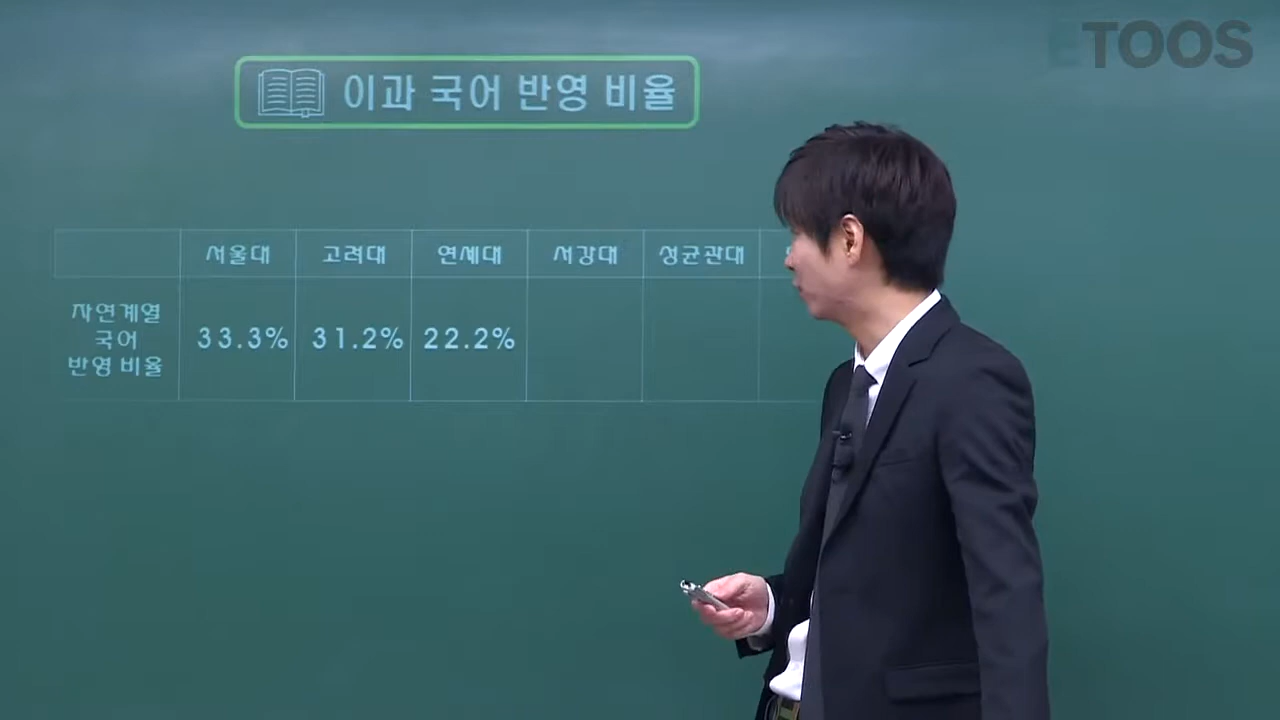 ETOOS
이과 국어 반영 비율
서울대 고려대 연세대 서강대 성균관대
자연계열
국어
반영 비율
33.3% 31.2% 22.2%